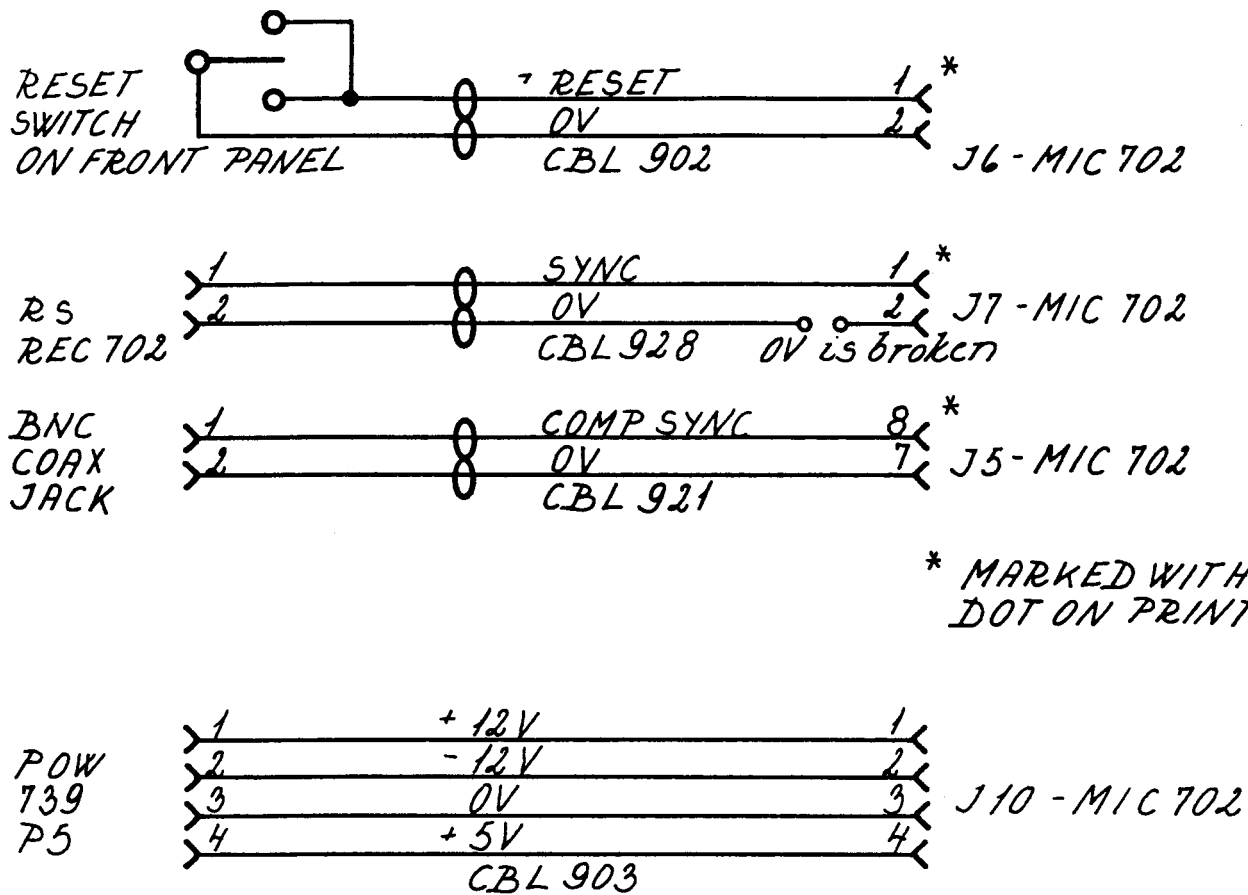 RESET
SWITCH
ON FRONT PANEL
¬ RESET
0V
CBL 902
1 *
2
J6 - MIC 702
RS
REC 702
1
2
SYNC
0V
CBL 928
0V is broken
1 *
2
J7 - MIC 702
BNC
COAX
JACK
1
2
COMP SYNC
0V
CBL 921
8 *
7
J5 - MIC 702
* MARKED WITH
DOT ON PRINT
POW
739
P5
1
2
3
4
+ 12V
- 12V
0V
+ 5V
CBL 903
1
2
3
4
J10 - MIC 702